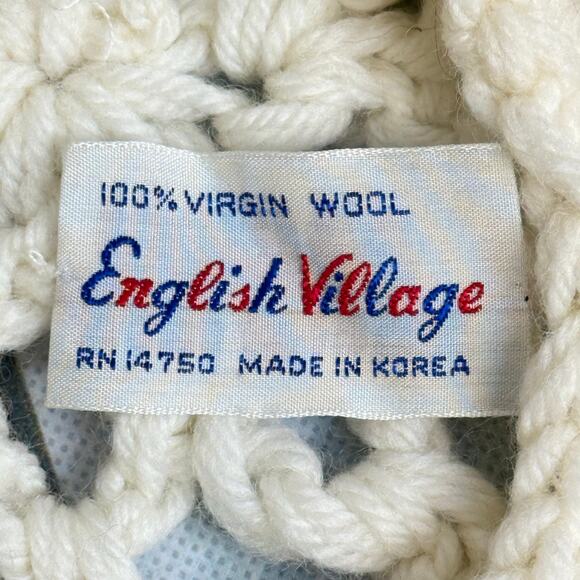 100% VIRGIN WOOL
English Village
RN 14750 MADE IN KOREA